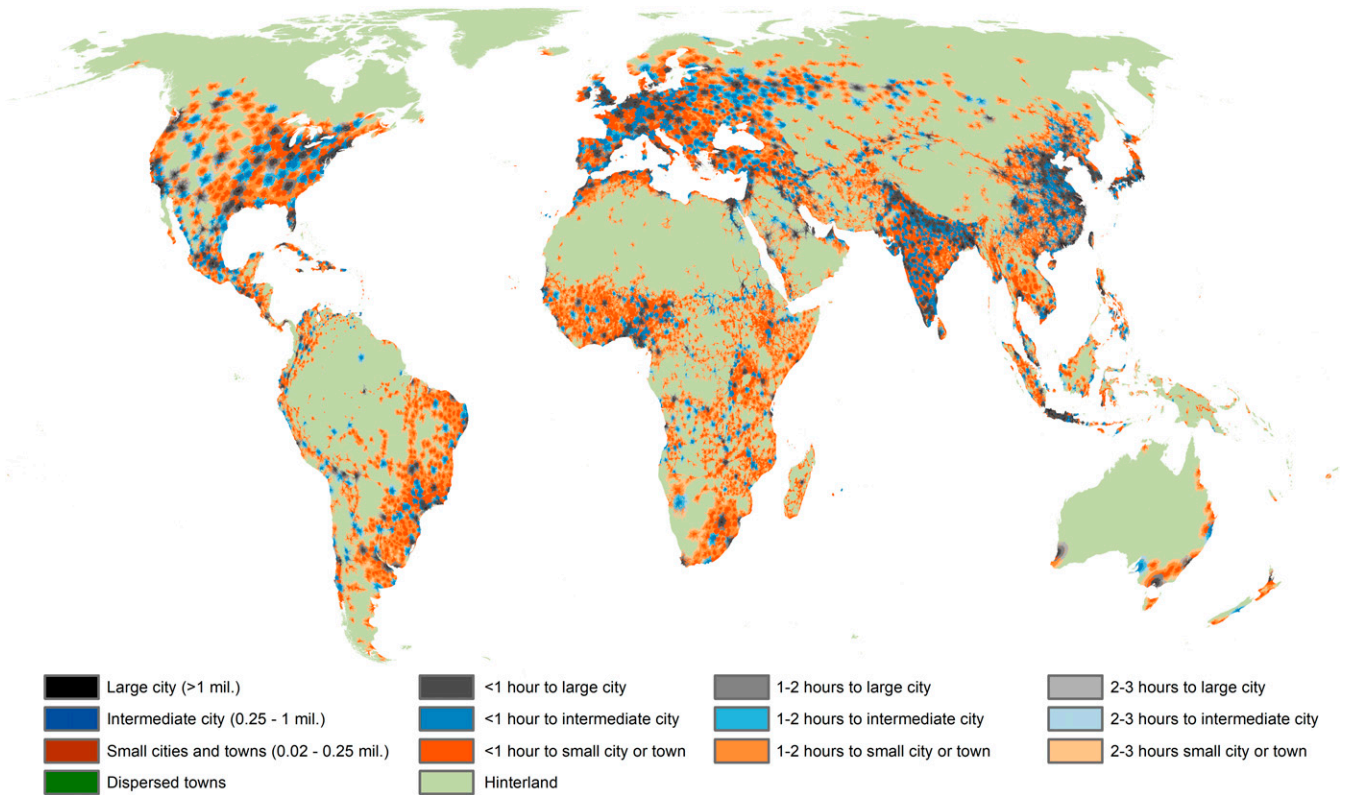 Large city (>1 mil.)
<1 hour to large city
1-2 hours to large city
2-3 hours to large city
Intermediate city (0.25 - 1 mil.)
<1 hour to intermediate city
1-2 hours to intermediate city
2-3 hours to intermediate city
Small cities and towns (0.02 - 0.25 mil.)
<1 hour to small city or town
1-2 hours to small city or town
2-3 hours small city or town
Dispersed towns
Hinterland